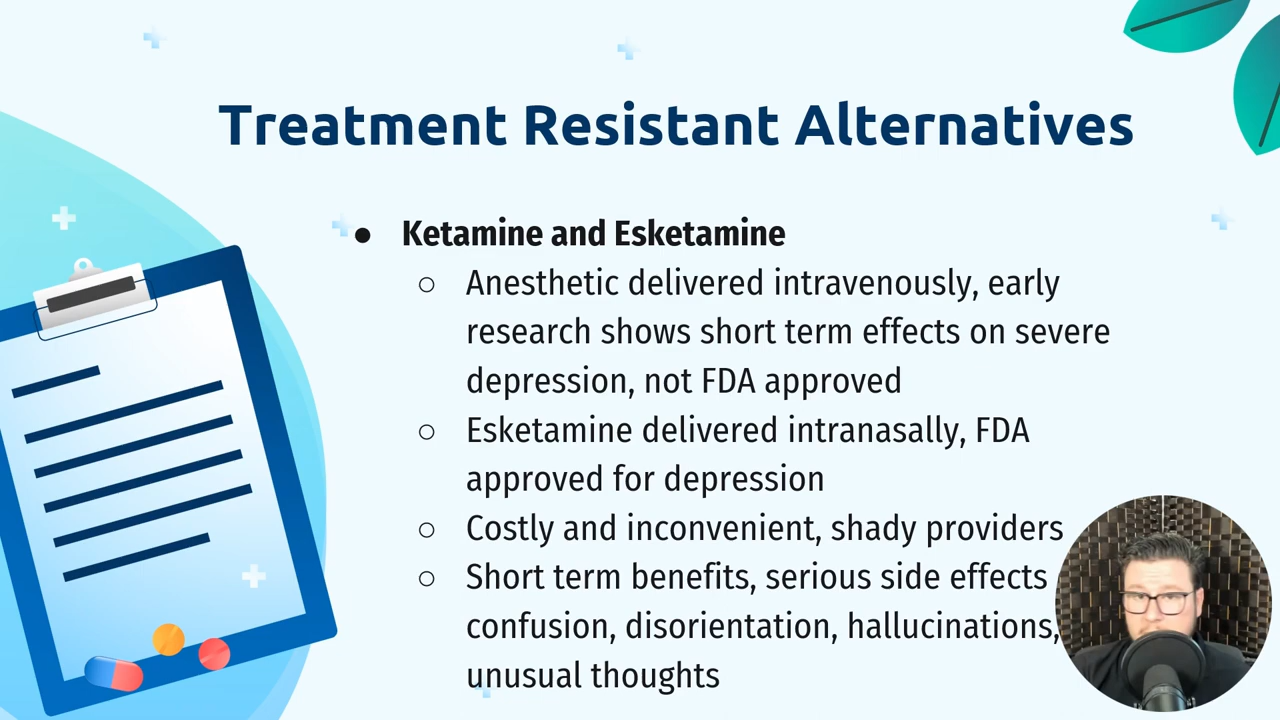 Treatment Resistant Alternatives
● Ketamine and Esketamine
○ Anesthetic delivered intravenously, early
research shows short term effects on severe
depression, not FDA approved
○ Esketamine delivered intranasally, FDA
approved for depression
○ Costly and inconvenient, shady providers
○ Short term benefits, serious side effects
confusion, disorientation, hallucinations,
unusual thoughts